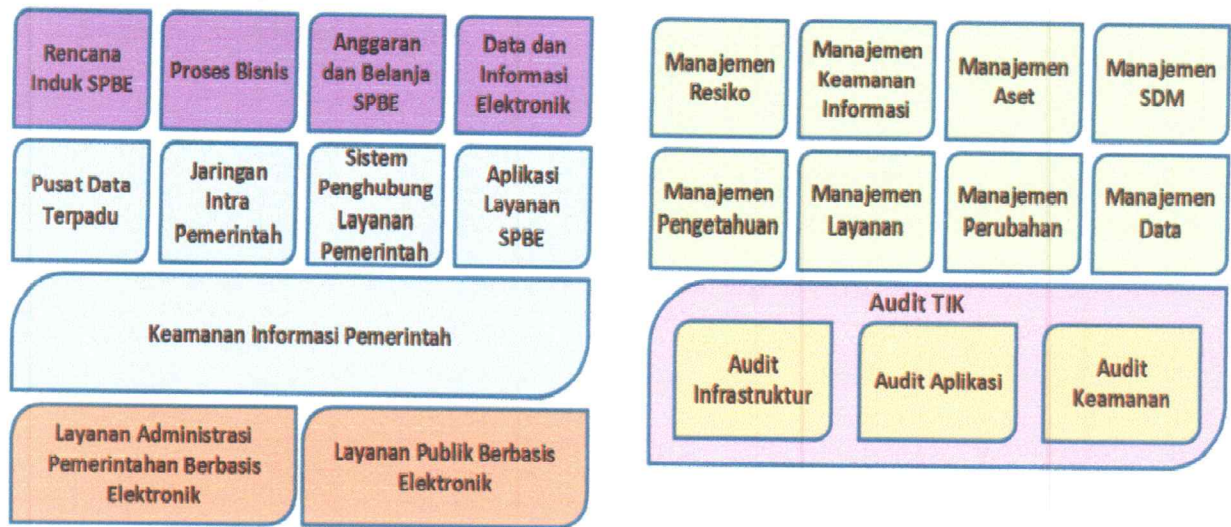 Rencana
Induk SPBE
Proses Bisnis
Anggaran
dan Belanja
SPBE
Data dan
Informasi
Elektronik
Pusat Data
Terpadu
Jaringan
Intra
Pemerintah
Sistem
Penghubung
Layanan
Pemerintah
Aplikasi
Layanan
SPBE
Keamanan Informasi Pemerintah
Layanan Administrasi
Pemerintahan Berbasis
Elektronik
Layanan Publik Berbasis
Elektronik
Manajemen
Resiko
Manajemen
Keamanan
Informasi
Manajemen
Aset
Manajemen
SDM
Manajemen
Pengetahuan
Manajemen
Layanan
Manajemen
Perubahan
Manajemen
Data
Audit TIK
Audit
Infrastruktur
Audit Aplikasi
Audit
Keamanan